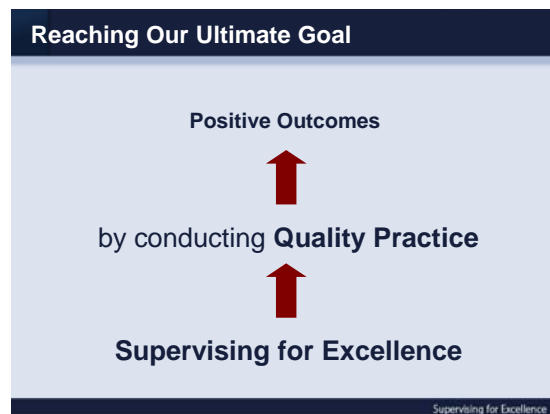 Reaching Our Ultimate Goal
Positive Outcomes
by conducting Quality Practice
Supervising for Excellence
Supervising for Excellence